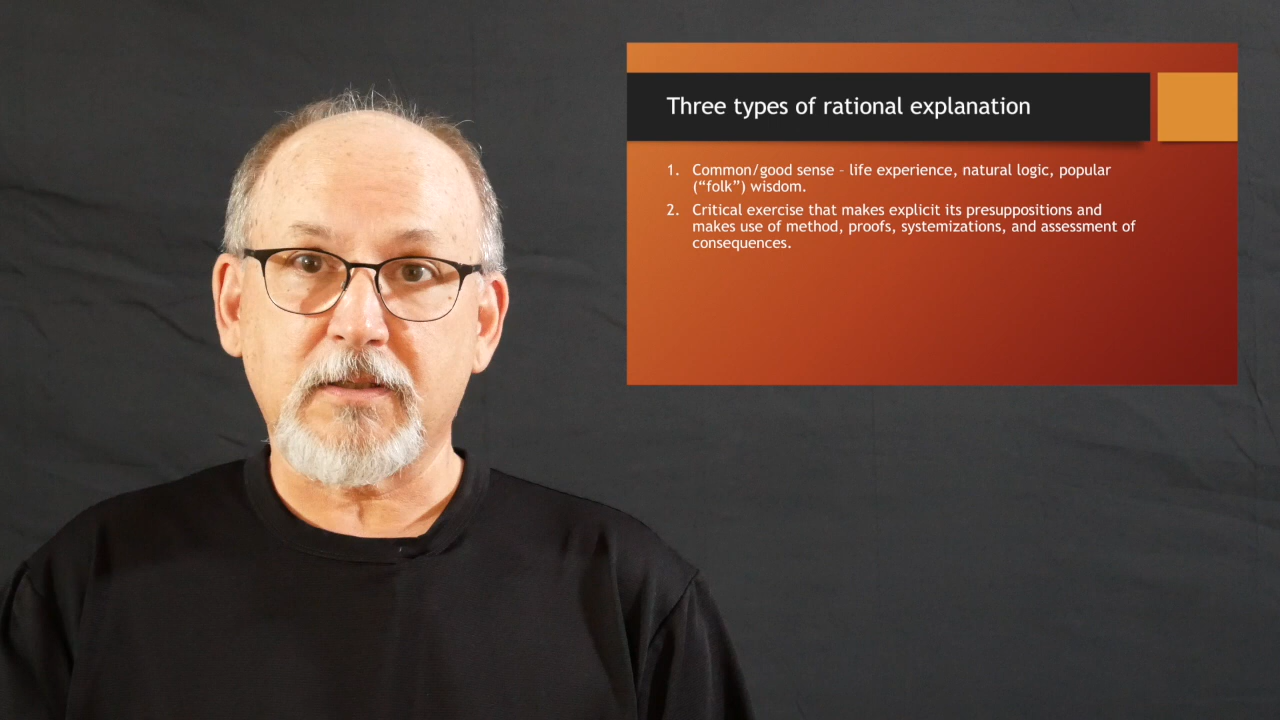 Three types of rational explanation
1. Common/good sense – life experience, natural logic, popular
("folk") wisdom.
2. Critical exercise that makes explicit its presuppositions and
makes use of method, proofs, systemizations, and assessment of
consequences.